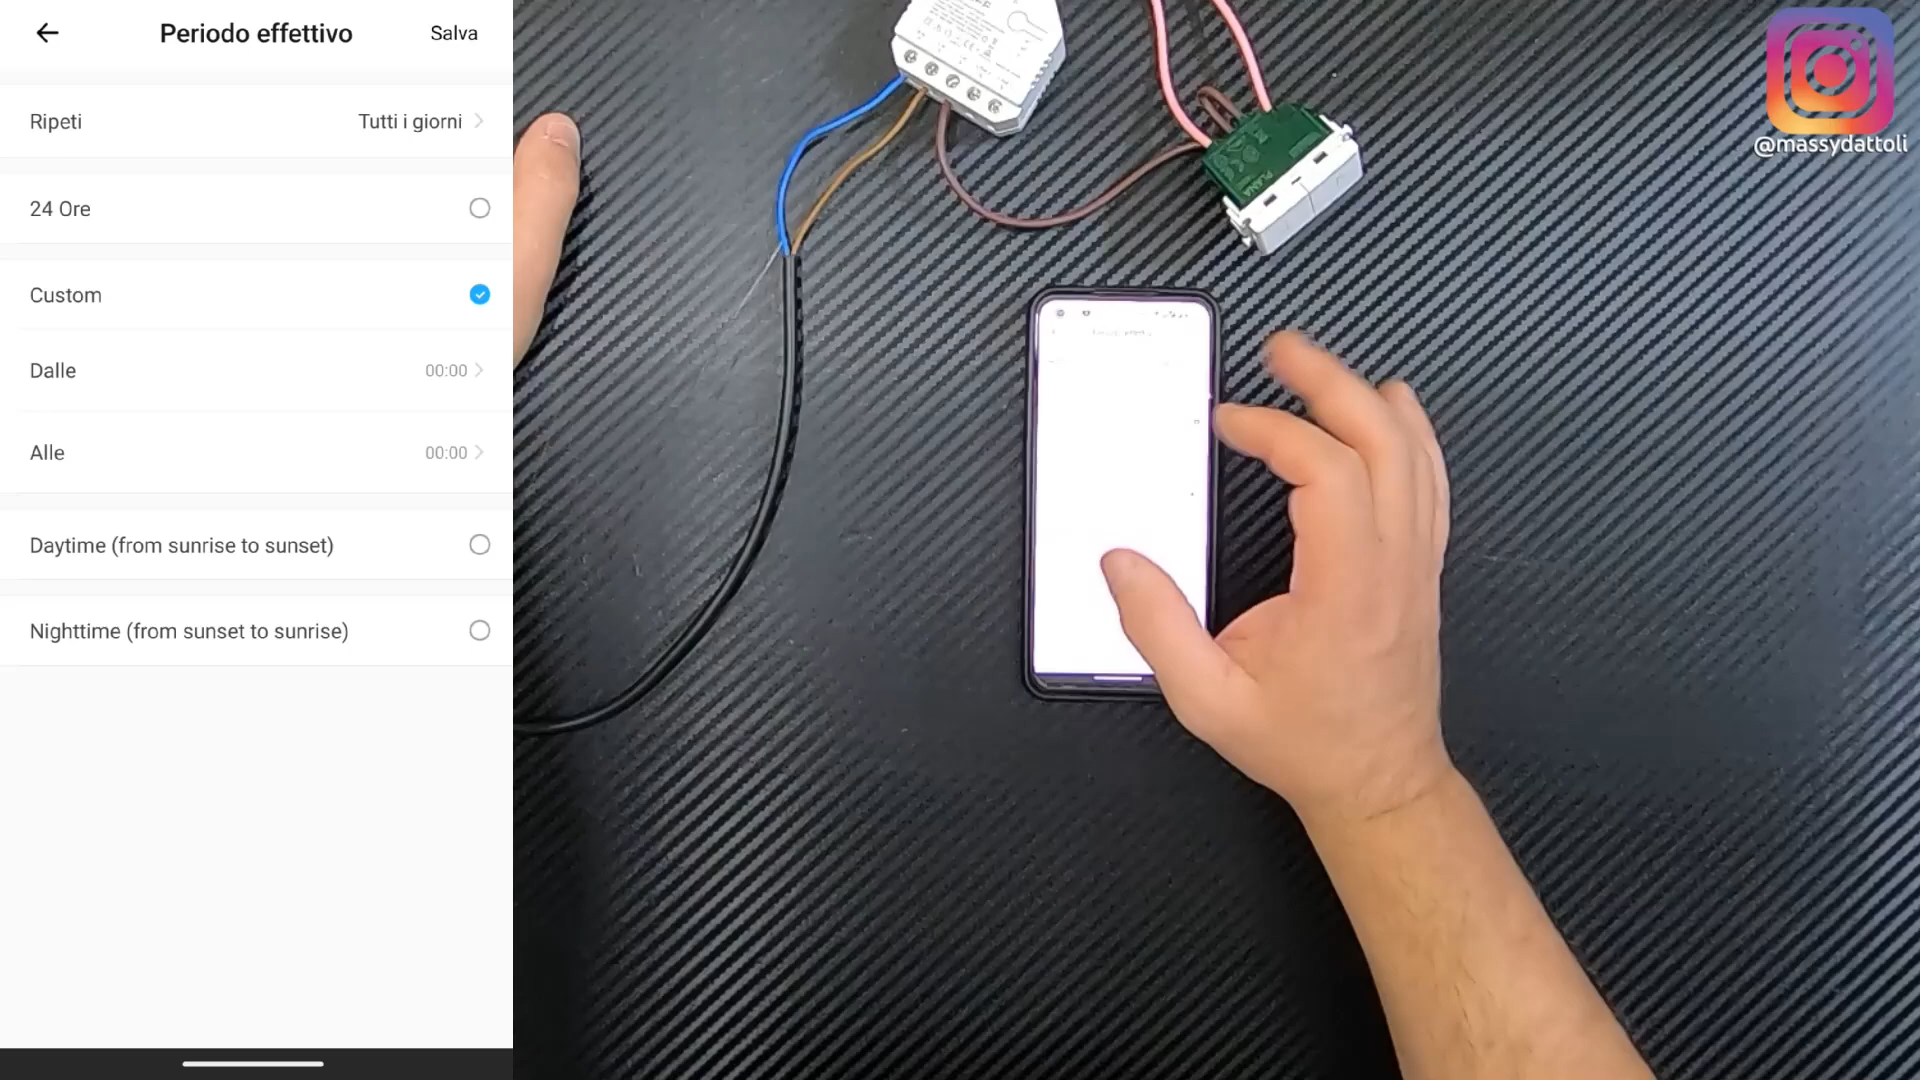 Periodo effettivo
Salva
Ripeti
Tutti i giorni
24 Ore
Custom
Dalle
00:00
Alle
00:00
Daytime (from sunrise to sunset)
Nighttime (from sunset to sunrise)
@massydattoli
PLANA